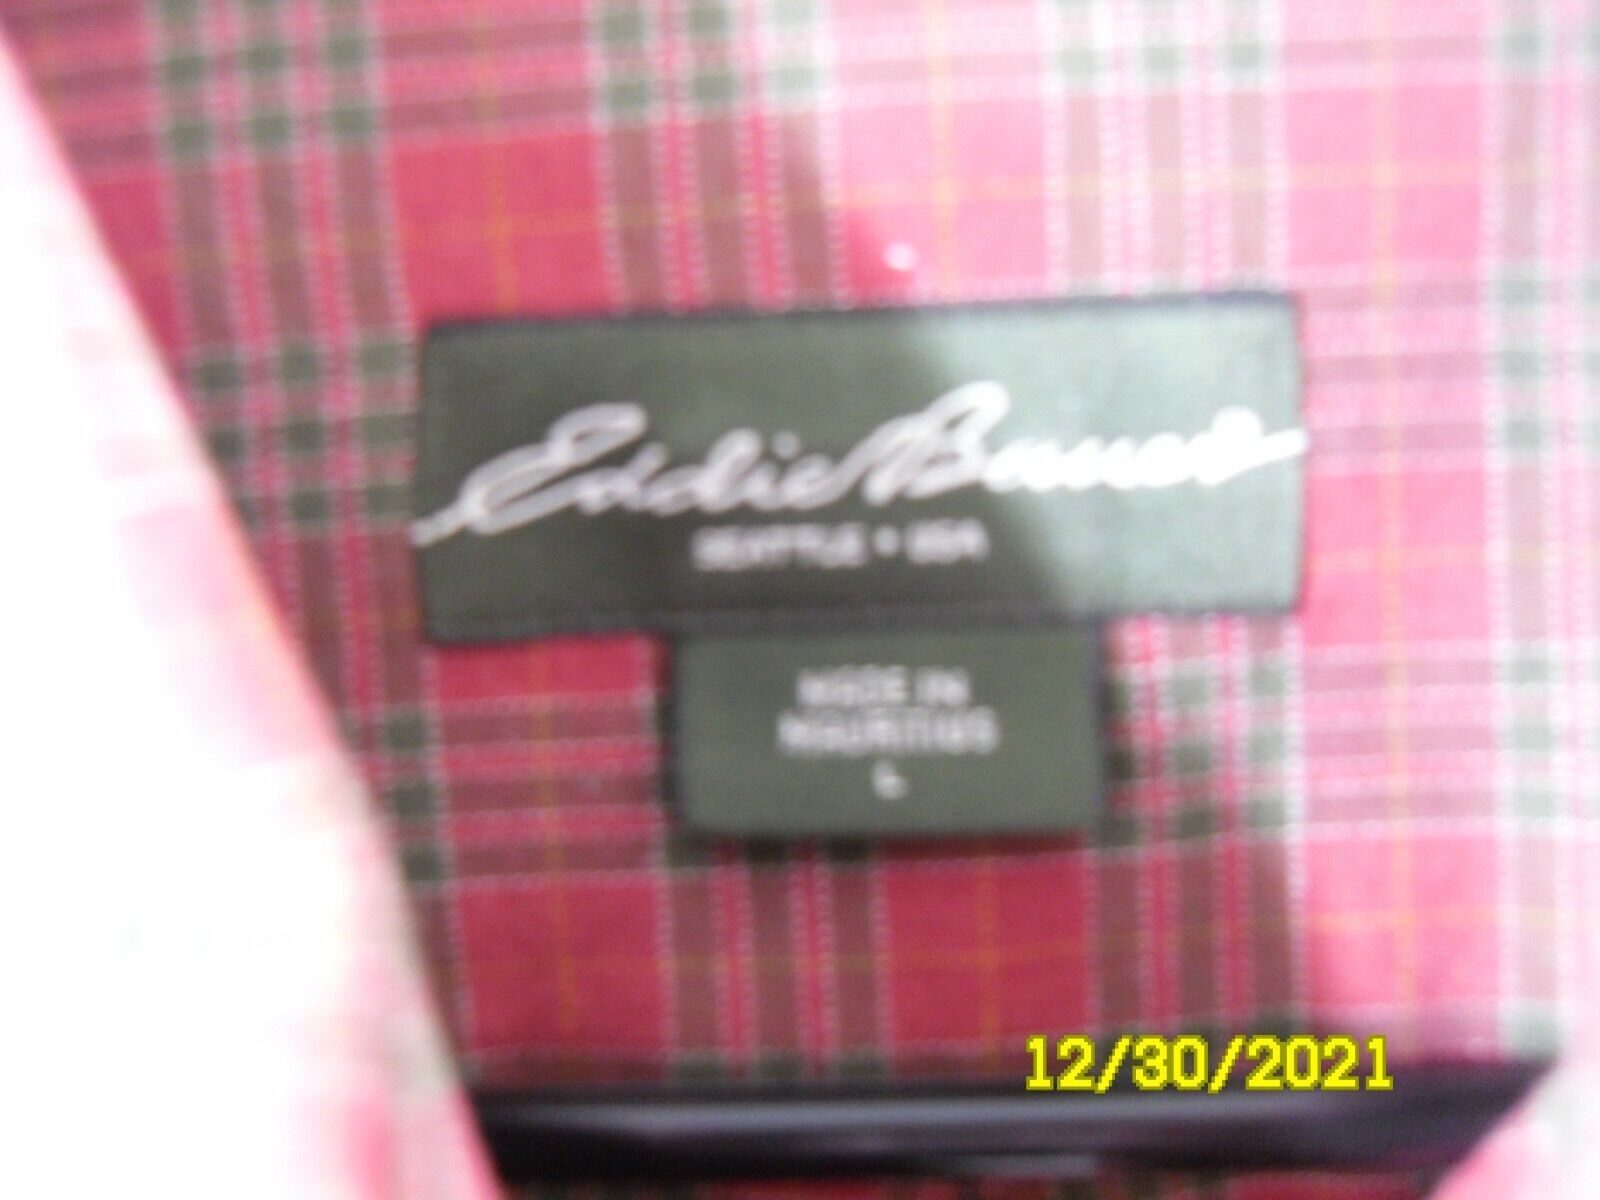 Eddie Bauer
SEATTLE • USA
MADE IN
MAURITIUS
L
12/30/2021